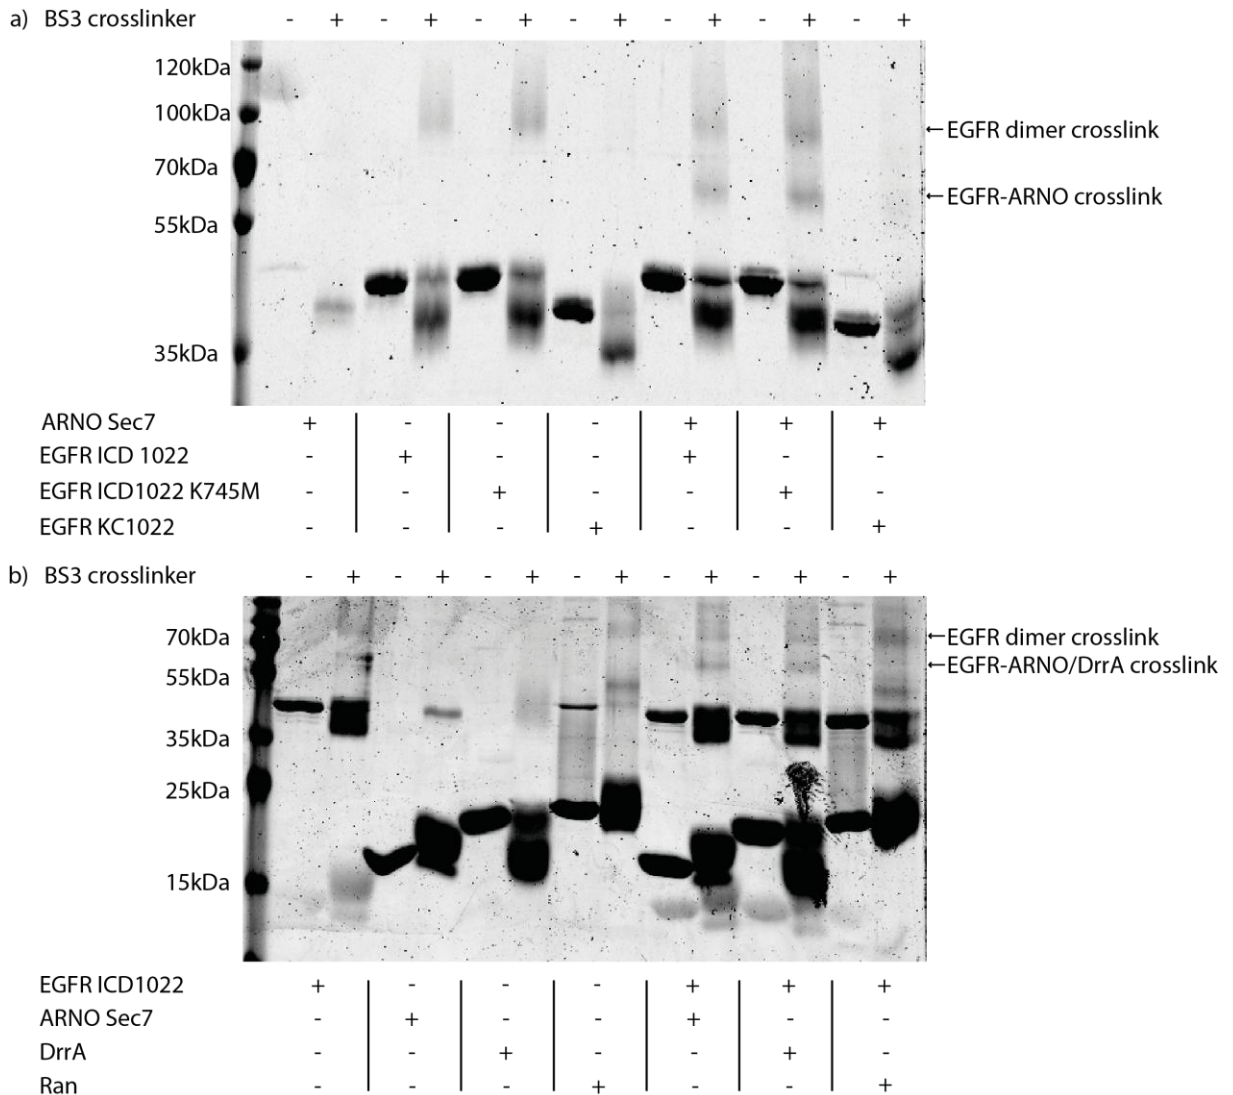 a) BS3 crosslinker - + - + - + - + - + - + - +
120kDa
100kDa
←EGFR dimer crosslink
70kDa
←EGFR-ARNO crosslink
55kDa
35kDa
ARNO Sec7 + - - - + + +
EGFR ICD 1022 - + - - + - -
EGFR ICD1022 K745M - - + - - + -
EGFR KC1022 - - - + - - +
b) BS3 crosslinker - + - + - + - + - + - + - +
70kDa ←EGFR dimer crosslink
55kDa ←EGFR-ARNO/DrrA crosslink
35kDa
25kDa
15kDa
EGFR ICD1022 + - - - + + +
ARNO Sec7 - + - - + - -
DrrA - - + - - + -
Ran - - - + - - +